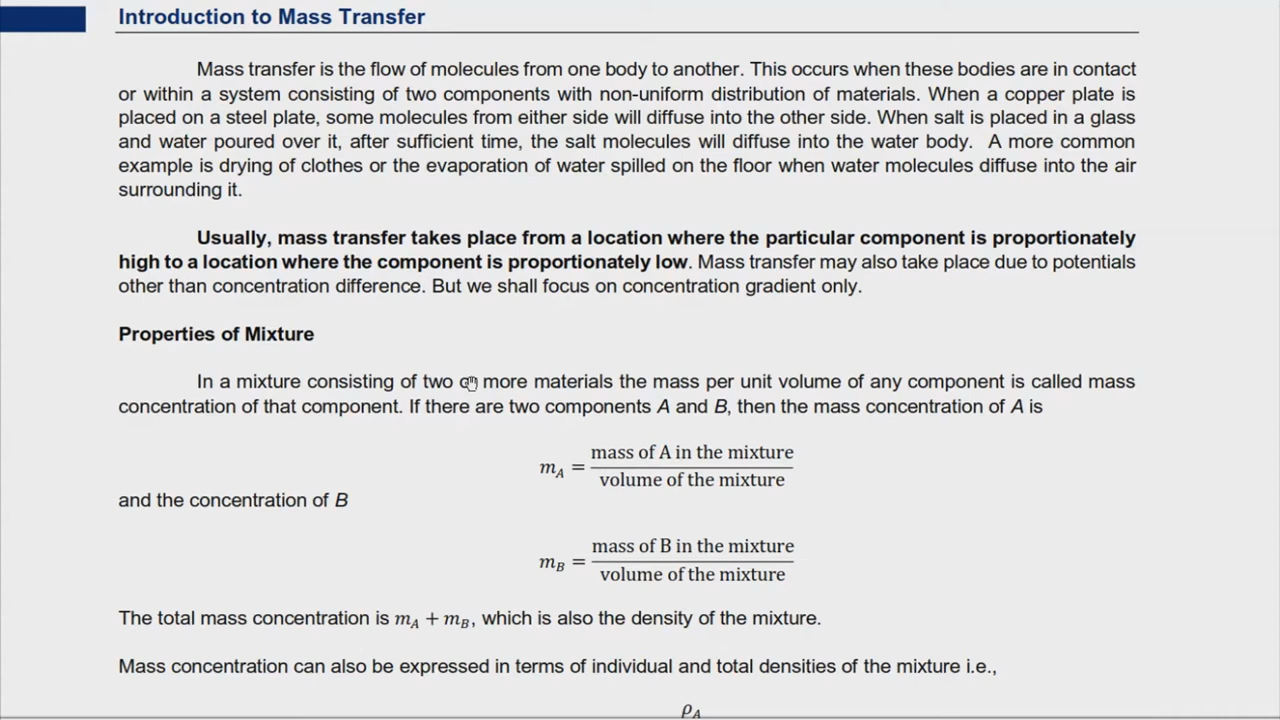 Introduction to Mass Transfer
Mass transfer is the flow of molecules from one body to another. This occurs when these bodies are in contact
or within a system consisting of two components with non-uniform distribution of materials. When a copper plate is
placed on a steel plate, some molecules from either side will diffuse into the other side. When salt is placed in a glass
and water poured over it, after sufficient time, the salt molecules will diffuse into the water body. A more common
example is drying of clothes or the evaporation of water spilled on the floor when water molecules diffuse into the air
surrounding it.
Usually, mass transfer takes place from a location where the particular component is proportionately
high to a location where the component is proportionately low. Mass transfer may also take place due to potentials
other than concentration difference. But we shall focus on concentration gradient only.
Properties of Mixture
In a mixture consisting of two or more materials the mass per unit volume of any component is called mass
concentration of that component. If there are two components A and B, then the mass concentration of A is
m_A = mass of A in the mixture / volume of the mixture
and the concentration of B
m_B = mass of B in the mixture / volume of the mixture
The total mass concentration is m_A + m_B, which is also the density of the mixture.
Mass concentration can also be expressed in terms of individual and total densities of the mixture i.e.,
ρ_A